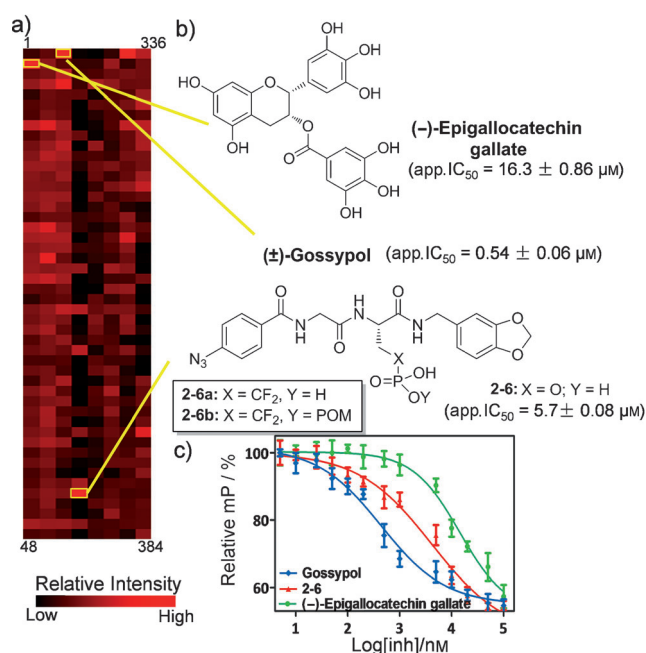 a)
1 336
48 384
Relative Intensity
Low High
b)
OH
OH
HO O OH
OH O
O OH
OH
OH
(−)-Epigallocatechin
gallate
(app.IC50 = 16.3 ± 0.86 µM)
(±)-Gossypol (app.IC50 = 0.54 ± 0.06 µM)
O H O
N N O
N H O H O
N3 X
O=P OH
OY
2-6a: X = CF2, Y = H
2-6b: X = CF2, Y = POM
2-6: X = O; Y = H
(app.IC50 = 5.7± 0.08 µM)
c)
Relative mP / %
100
80
60
Gossypol
2-6
(−)-Epigallocatechin gallate
1 2 3 4 5
Log[inh]/nM